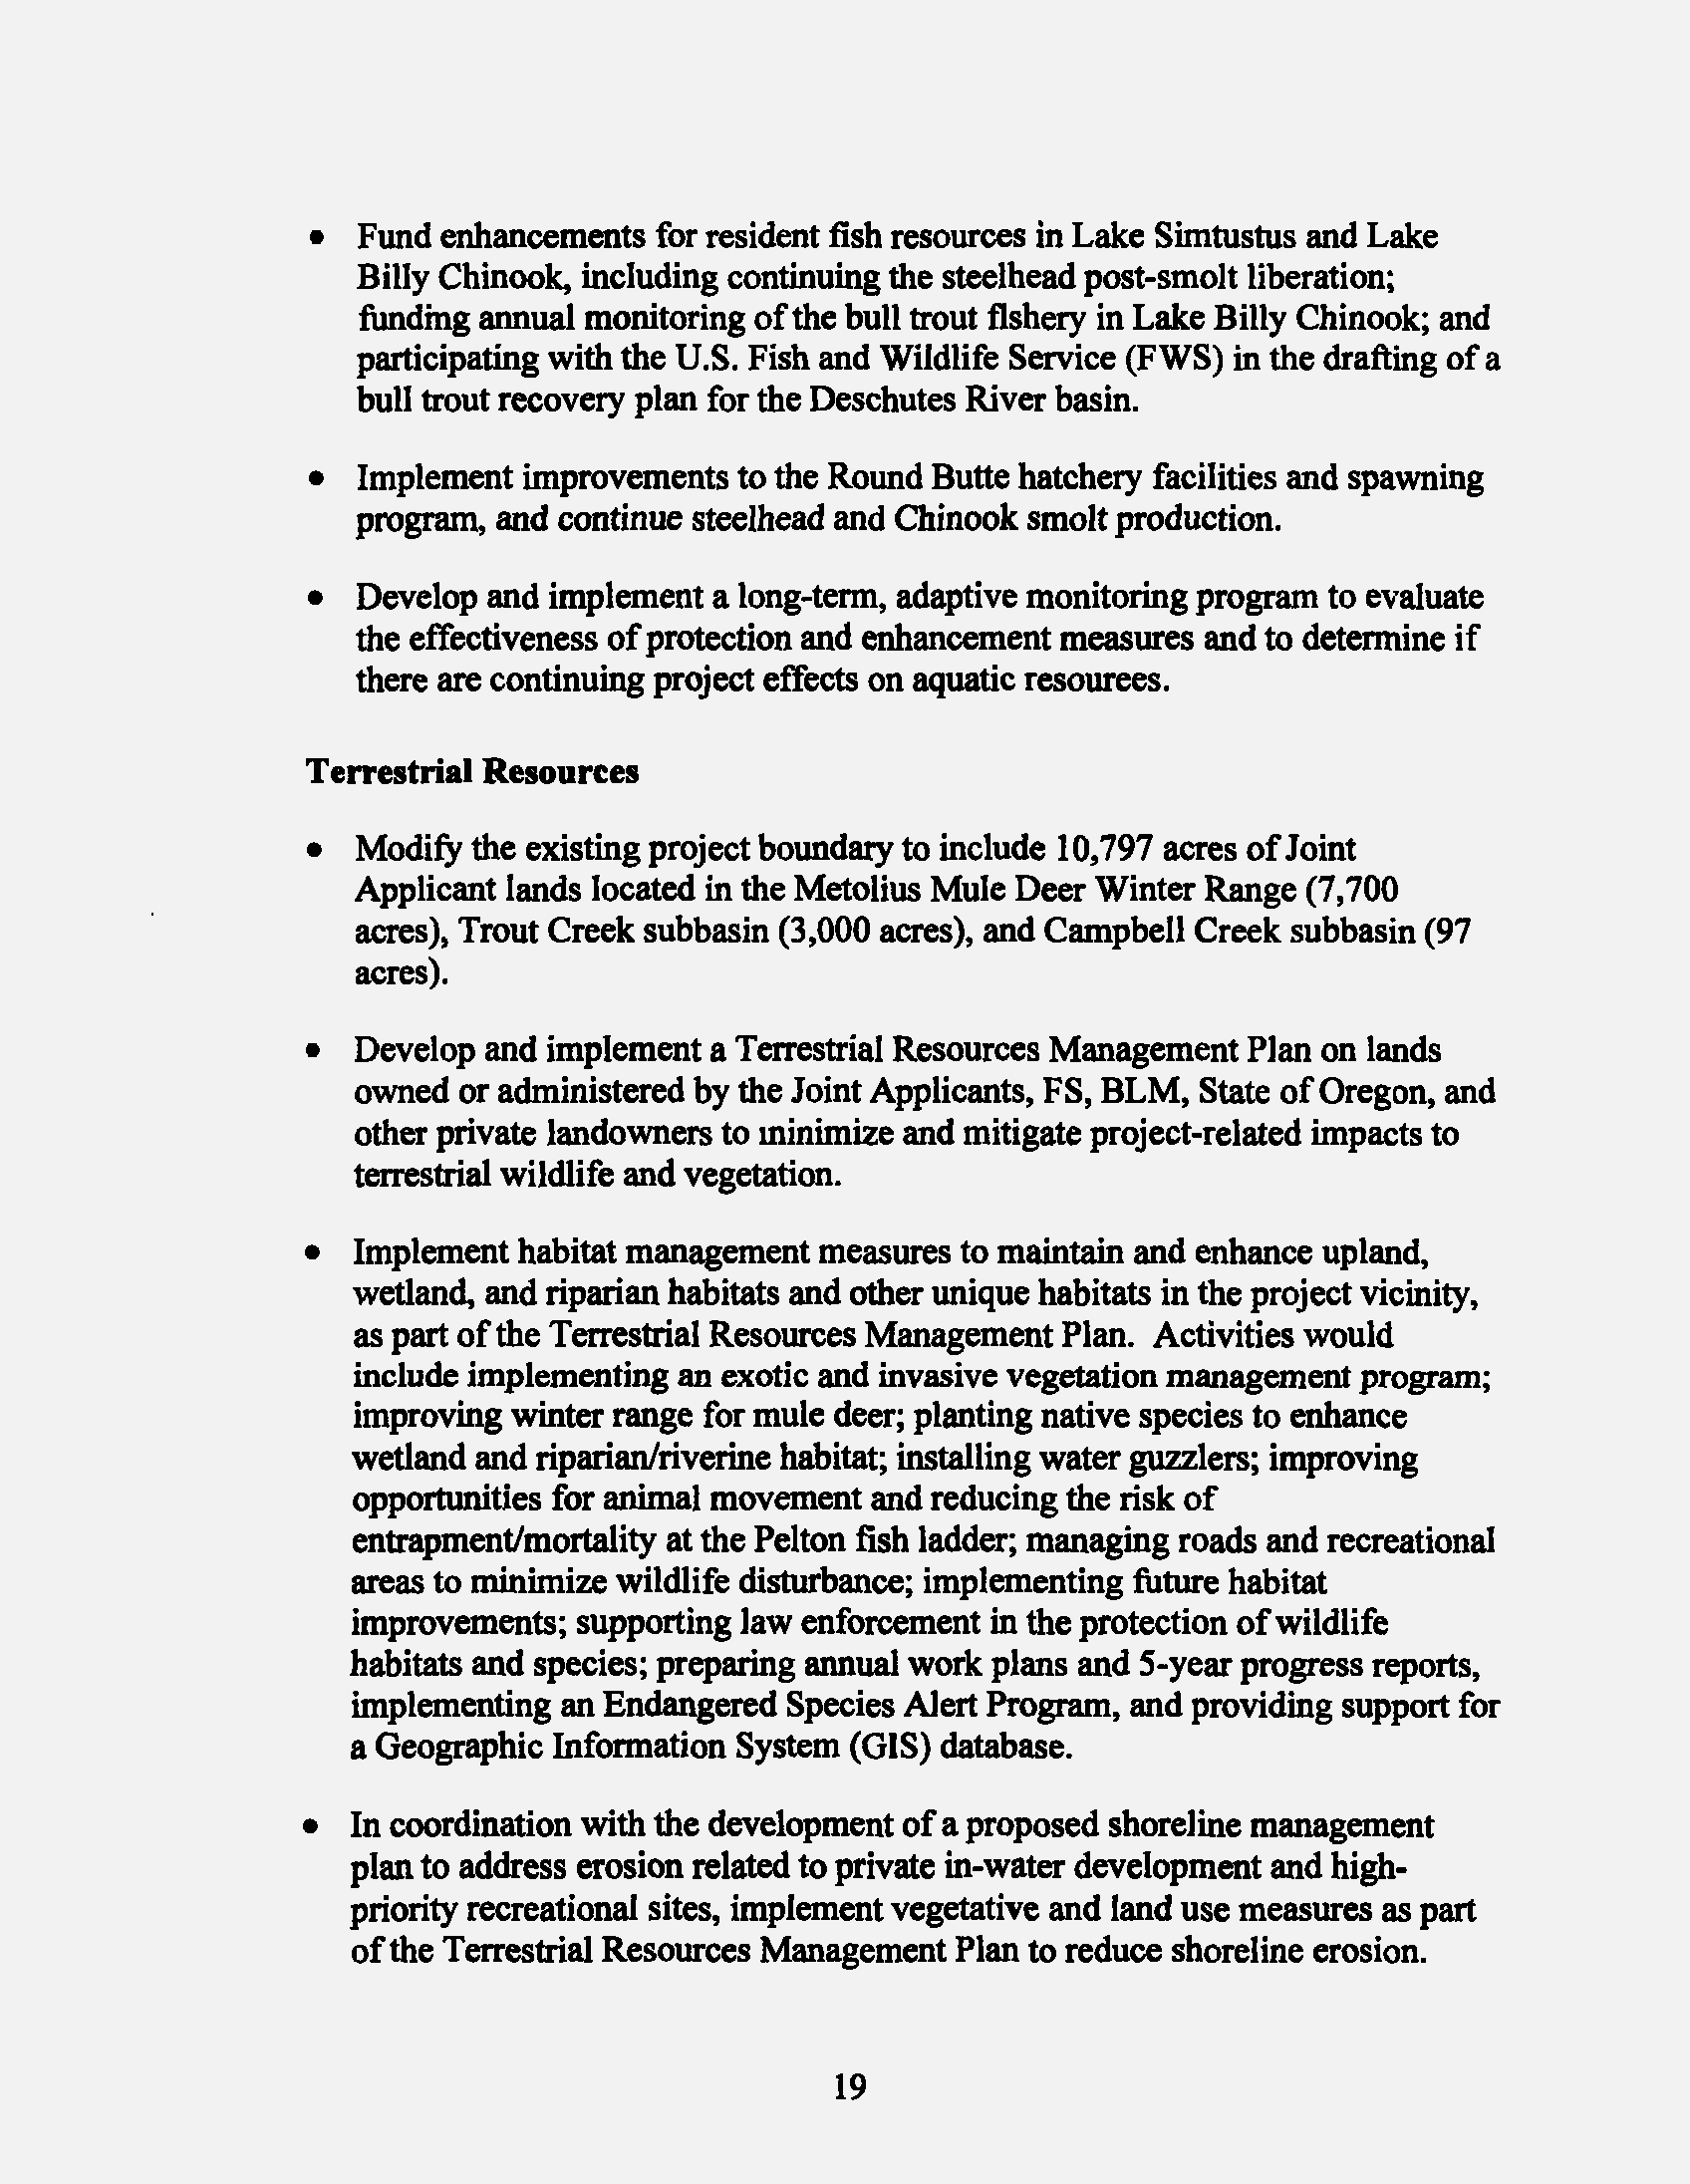 • Fund enhancements for resident fish resources in Lake Simtustus and Lake
Billy Chinook, including continuing the steelhead post-smolt liberation;
funding annual monitoring of the bull trout fishery in Lake Billy Chinook; and
participating with the U.S. Fish and Wildlife Service (FWS) in the drafting of a
bull trout recovery plan for the Deschutes River basin.
• Implement improvements to the Round Butte hatchery facilities and spawning
program, and continue steelhead and Chinook smolt production.
• Develop and implement a long-term, adaptive monitoring program to evaluate
the effectiveness of protection and enhancement measures and to determine if
there are continuing project effects on aquatic resourees.
Terrestrial Resources
• Modify the existing project boundary to include 10,797 acres of Joint
Applicant lands located in the Metolius Mule Deer Winter Range (7,700
acres), Trout Creek subbasin (3,000 acres), and Campbell Creek subbasin (97
acres).
• Develop and implement a Terrestrial Resources Management Plan on lands
owned or administered by the Joint Applicants, FS, BLM, State of Oregon, and
other private landowners to minimize and mitigate project-related impacts to
terrestrial wildlife and vegetation.
• Implement habitat management measures to maintain and enhance upland,
wetland, and riparian habitats and other unique habitats in the project vicinity,
as part of the Terrestrial Resources Management Plan. Activities would
include implementing an exotic and invasive vegetation management program;
improving winter range for mule deer; planting native species to enhance
wetland and riparian/riverine habitat; installing water guzzlers; improving
opportunities for animal movement and reducing the risk of
entrapment/mortality at the Pelton fish ladder; managing roads and recreational
areas to minimize wildlife disturbance; implementing future habitat
improvements; supporting law enforcement in the protection of wildlife
habitats and species; preparing annual work plans and 5-year progress reports,
implementing an Endangered Species Alert Program, and providing support for
a Geographic Information System (GIS) database.
• In coordination with the development of a proposed shoreline management
plan to address erosion related to private in-water development and high-
priority recreational sites, implement vegetative and land use measures as part
of the Terrestrial Resources Management Plan to reduce shoreline erosion.
19